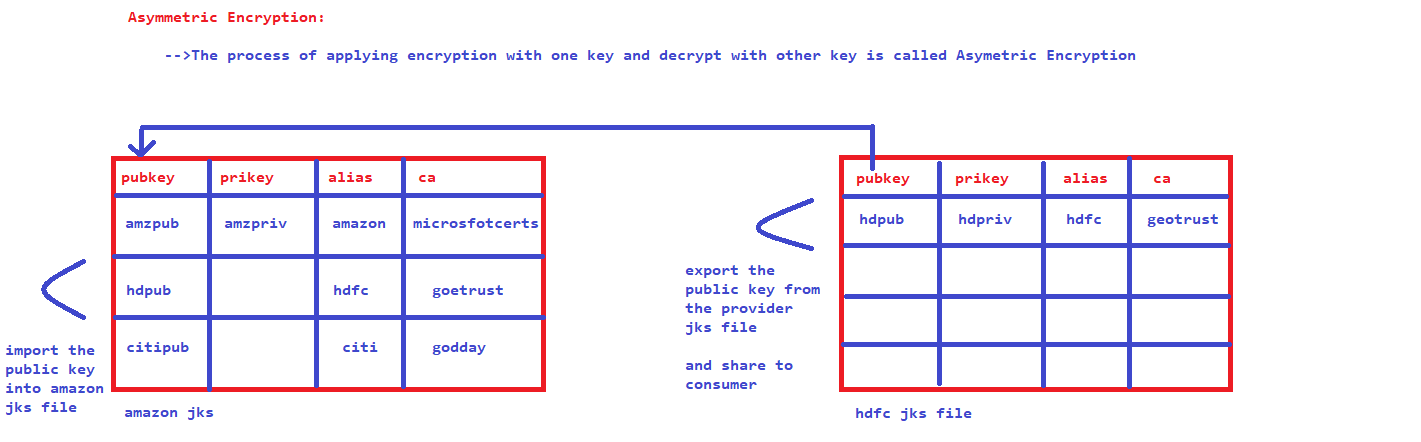 Asymmetric Encryption:
-->The process of applying encryption with one key and decrypt with other key is called Asymetric Encryption
pubkey prikey alias ca
amzpub amzpriv amazon microsfotcerts
hdpub hdfc goetrust
citipub citi godday
import the
public key
into amazon
jks file
amazon jks
pubkey prikey alias ca
hdpub hdpriv hdfc geotrust
export the
public key from
the provider
jks file
and share to
consumer
hdfc jks file